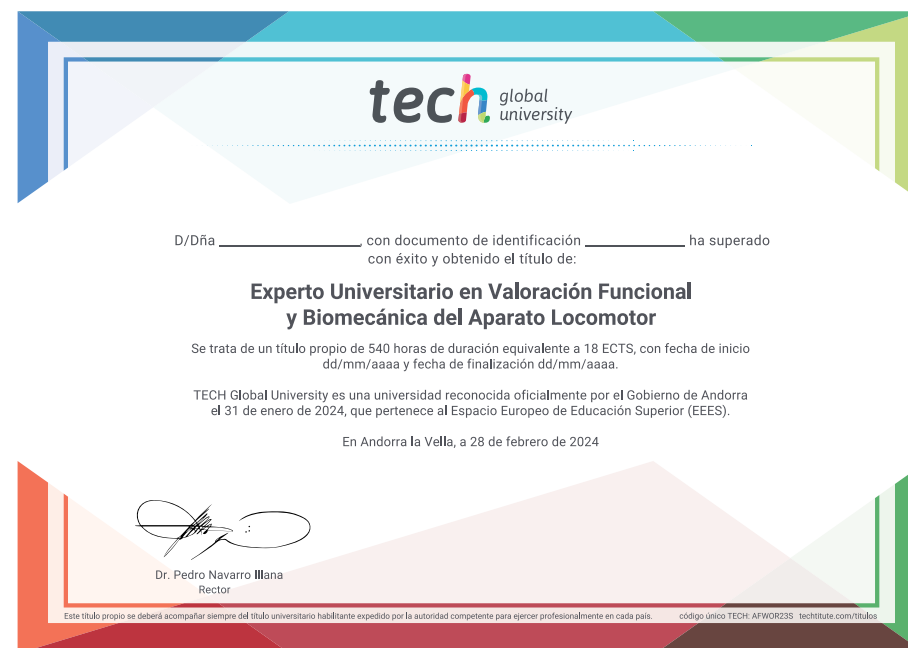 tech global
university
D/Dña ____________, con documento de identificación ____________ ha superado
con éxito y obtenido el título de:
Experto Universitario en Valoración Funcional
y Biomecánica del Aparato Locomotor
Se trata de un título propio de 540 horas de duración equivalente a 18 ECTS, con fecha de inicio
dd/mm/aaaa y fecha de finalización dd/mm/aaaa.
TECH Global University es una universidad reconocida oficialmente por el Gobierno de Andorra
el 31 de enero de 2024, que pertenece al Espacio Europeo de Educación Superior (EEES).
En Andorra la Vella, a 28 de febrero de 2024
Dr. Pedro Navarro Illana
Rector
Este título propio se deberá acompañar siempre del título universitario habilitante expedido por la autoridad competente para ejercer profesionalmente en cada país. código único TECH: AFWOR23S techtitute.com/titulos